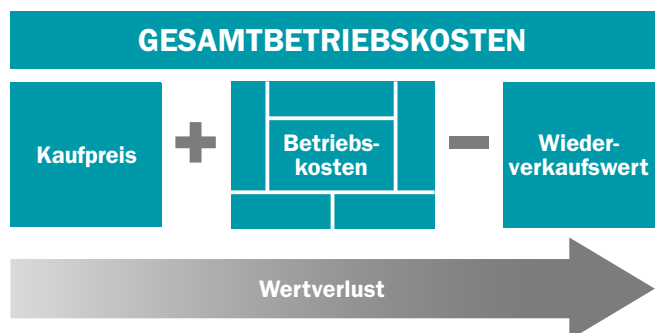 GESAMTBETRIEBSKOSTEN
Kaufpreis
Betriebs-
kosten
Wieder-
verkaufswert
Wertverlust